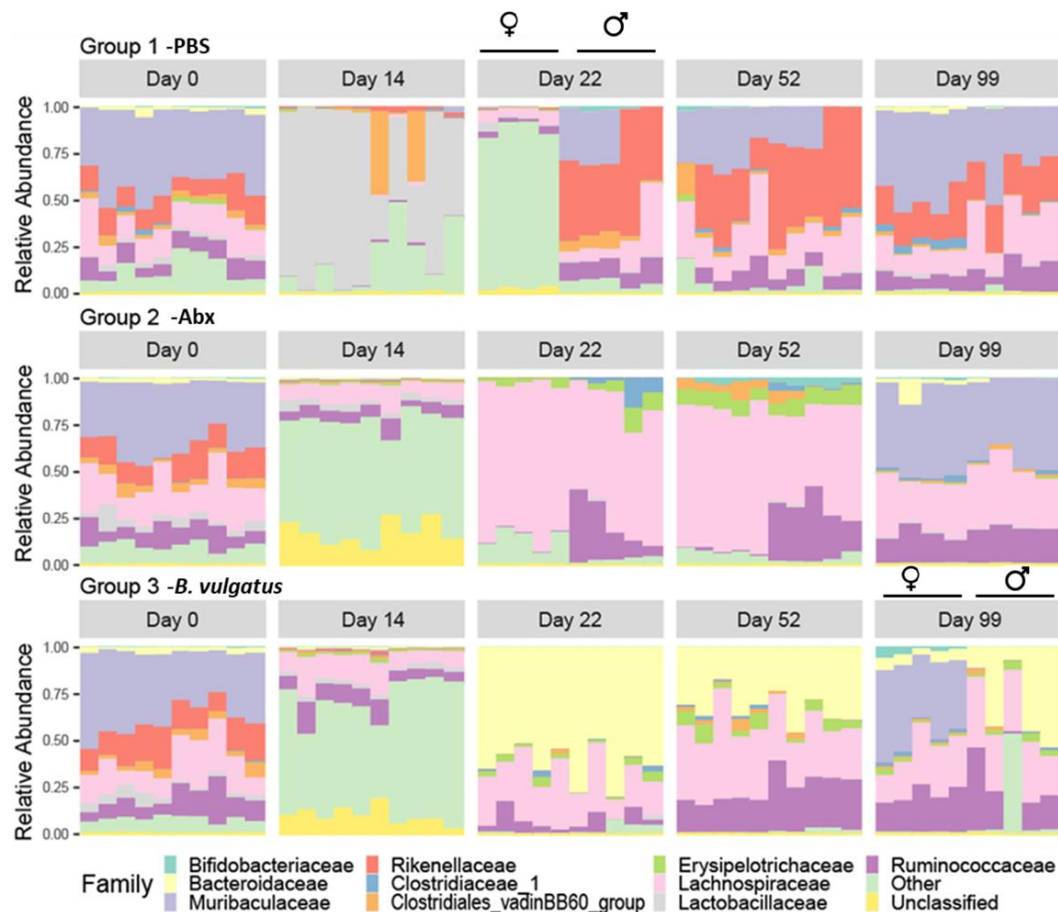 ♀ ♂
Group 1 -PBS
Day 0 Day 14 Day 22 Day 52 Day 99
Relative Abundance
1.00
0.75
0.50
0.25
0.00
Group 2 -Abx
Day 0 Day 14 Day 22 Day 52 Day 99
Relative Abundance
1.00
0.75
0.50
0.25
0.00
Group 3 -B. vulgatus
♀ ♂
Day 0 Day 14 Day 22 Day 52 Day 99
Relative Abundance
1.00
0.75
0.50
0.25
0.00
Family
Bifidobacteriaceae Rikenellaceae Erysipelotrichaceae Ruminococcaceae
Bacteroidaceae Clostridiaceae_1 Lachnospiraceae Other
Muribaculaceae Clostridiales_vadinBB60_group Lactobacillaceae Unclassified